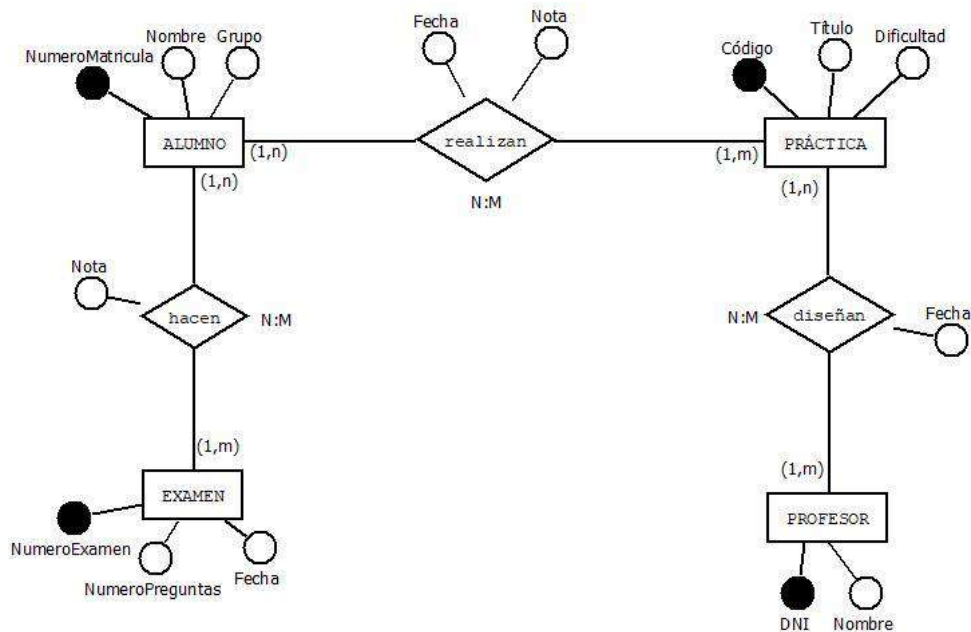 Fecha
Nota
Título
Nombre
Grupo
Código
Dificultad
NumeroMatricula
ALUMNO
(1,n)
realizan
(1,m)
PRÁCTICA
(1,n)
(1,n)
N:M
Nota
hacen
N:M
N:M
diseñan
Fecha
(1,m)
(1,m)
EXAMEN
PROFESOR
NumeroExamen
NumeroPreguntas
Fecha
DNI
Nombre